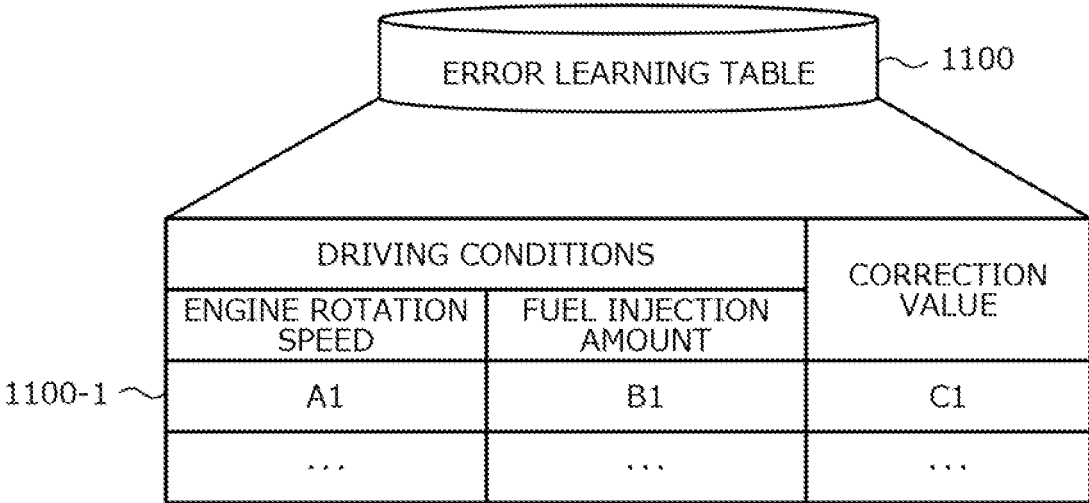 ERROR LEARNING TABLE
1100
DRIVING CONDITIONS
CORRECTION
VALUE
ENGINE ROTATION
SPEED
FUEL INJECTION
AMOUNT
1100-1
A1
B1
C1
...
...
...